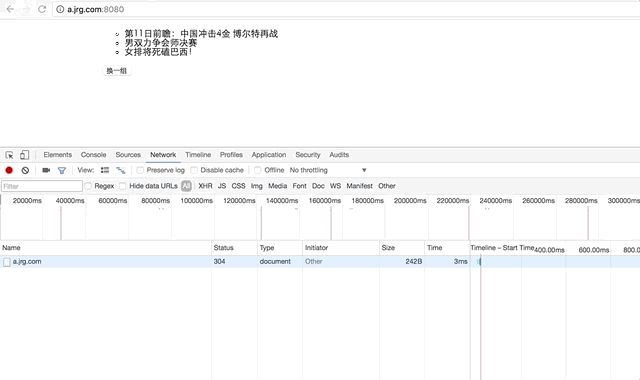 a.jrg.com:8080
第11日前瞻：中国冲击4金 博尔特再战
男双力争会师决赛
女排将死磕巴西！
换一组
Elements Console Sources Network Timeline Profiles Application Security Audits
View: Preserve log Disable cache Offline No throttling
Filter Regex Hide data URLs All XHR JS CSS Img Media Font Doc WS Manifest Other
20000ms 40000ms 60000ms 80000ms 100000ms 120000ms 140000ms 160000ms 180000ms 200000ms 220000ms 240000ms 260000ms 280000ms 300000ms
Name Status Type Initiator Size Time Timeline – Start Time 400.00ms 600.00ms 800.0
a.jrg.com 304 document Other 242B 3ms